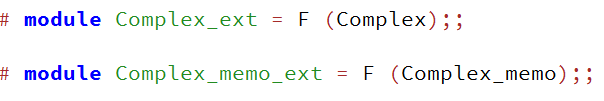 # module Complex_ext = F (Complex);;
# module Complex_memo_ext = F (Complex_memo);;